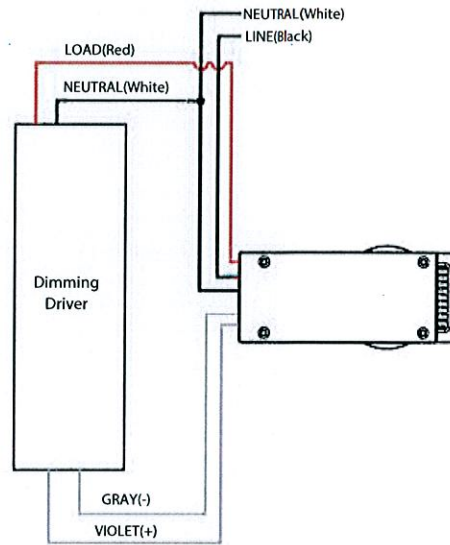 NEUTRAL(White)
LINE(Black)
LOAD(Red)
NEUTRAL(White)
Dimming
Driver
GRAY(-)
VIOLET(+)